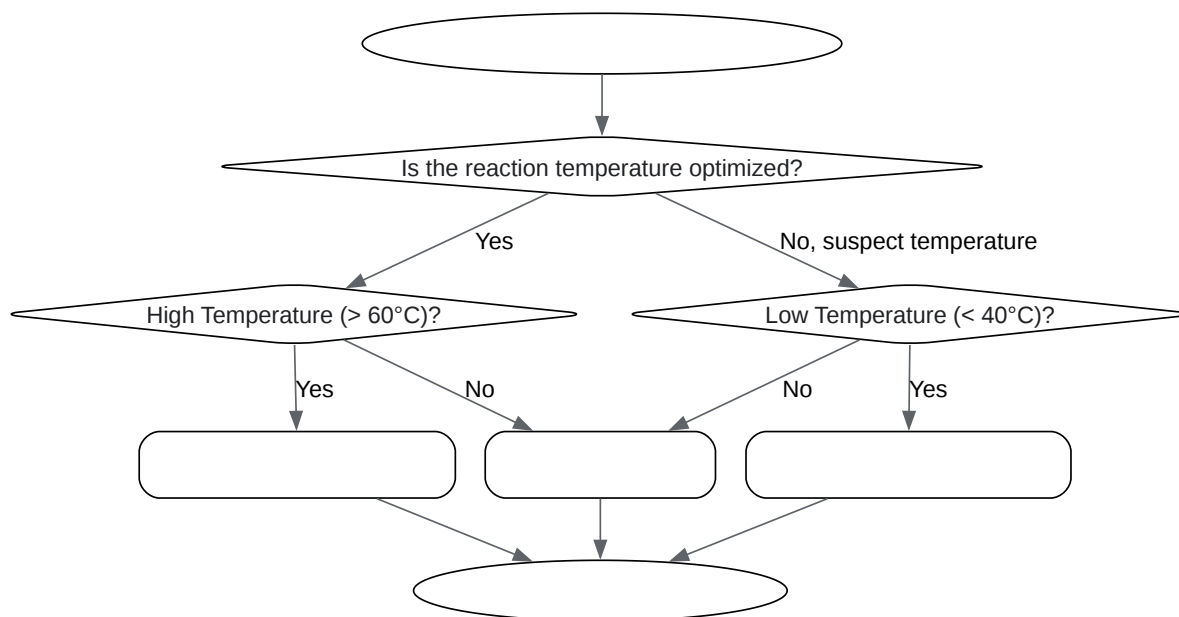 Is the reaction temperature optimized?
Yes
No, suspect temperature
High Temperature (> 60°C)?
Low Temperature (< 40°C)?
Yes
No
No
Yes